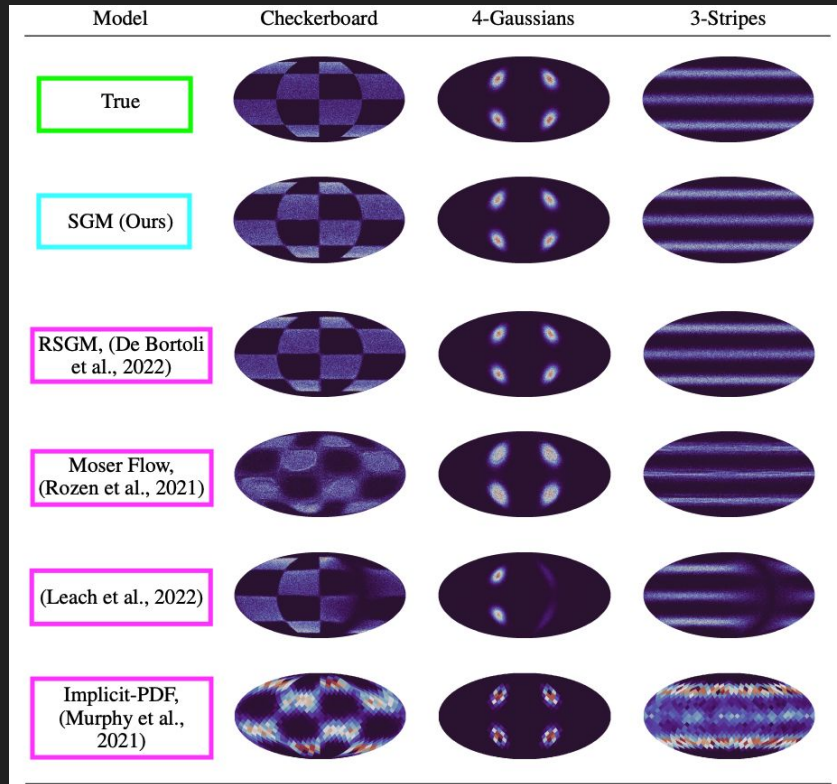 Model Checkerboard 4-Gaussians 3-Stripes
True
SGM (Ours)
RSGM, (De Bortoli
et al., 2022)
Moser Flow,
(Rozen et al., 2021)
(Leach et al., 2022)
Implicit-PDF,
(Murphy et al.,
2021)